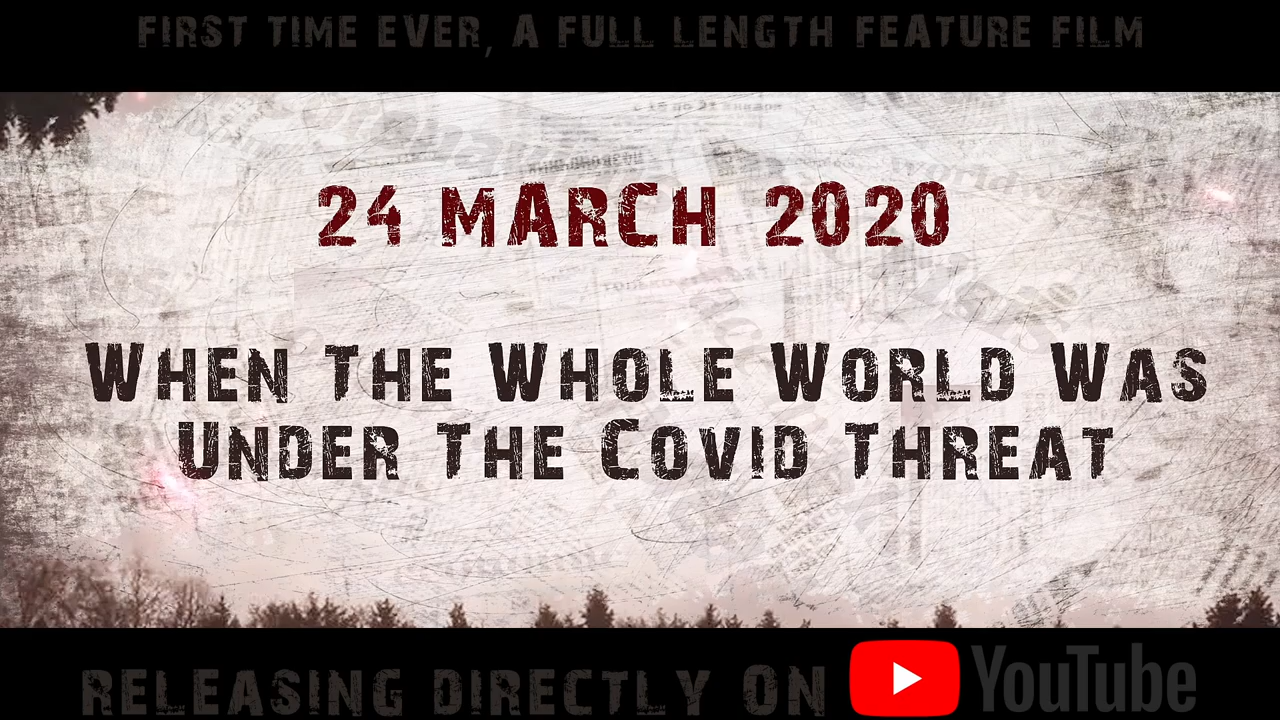 FIRST TIME EVER, A FULL LENGTH FEATURE FILM
24 MARCH 2020
WHEN THE WHOLE WORLD WAS
UNDER THE COVID THREAT
RELEASING DIRECTLY ON YouTube